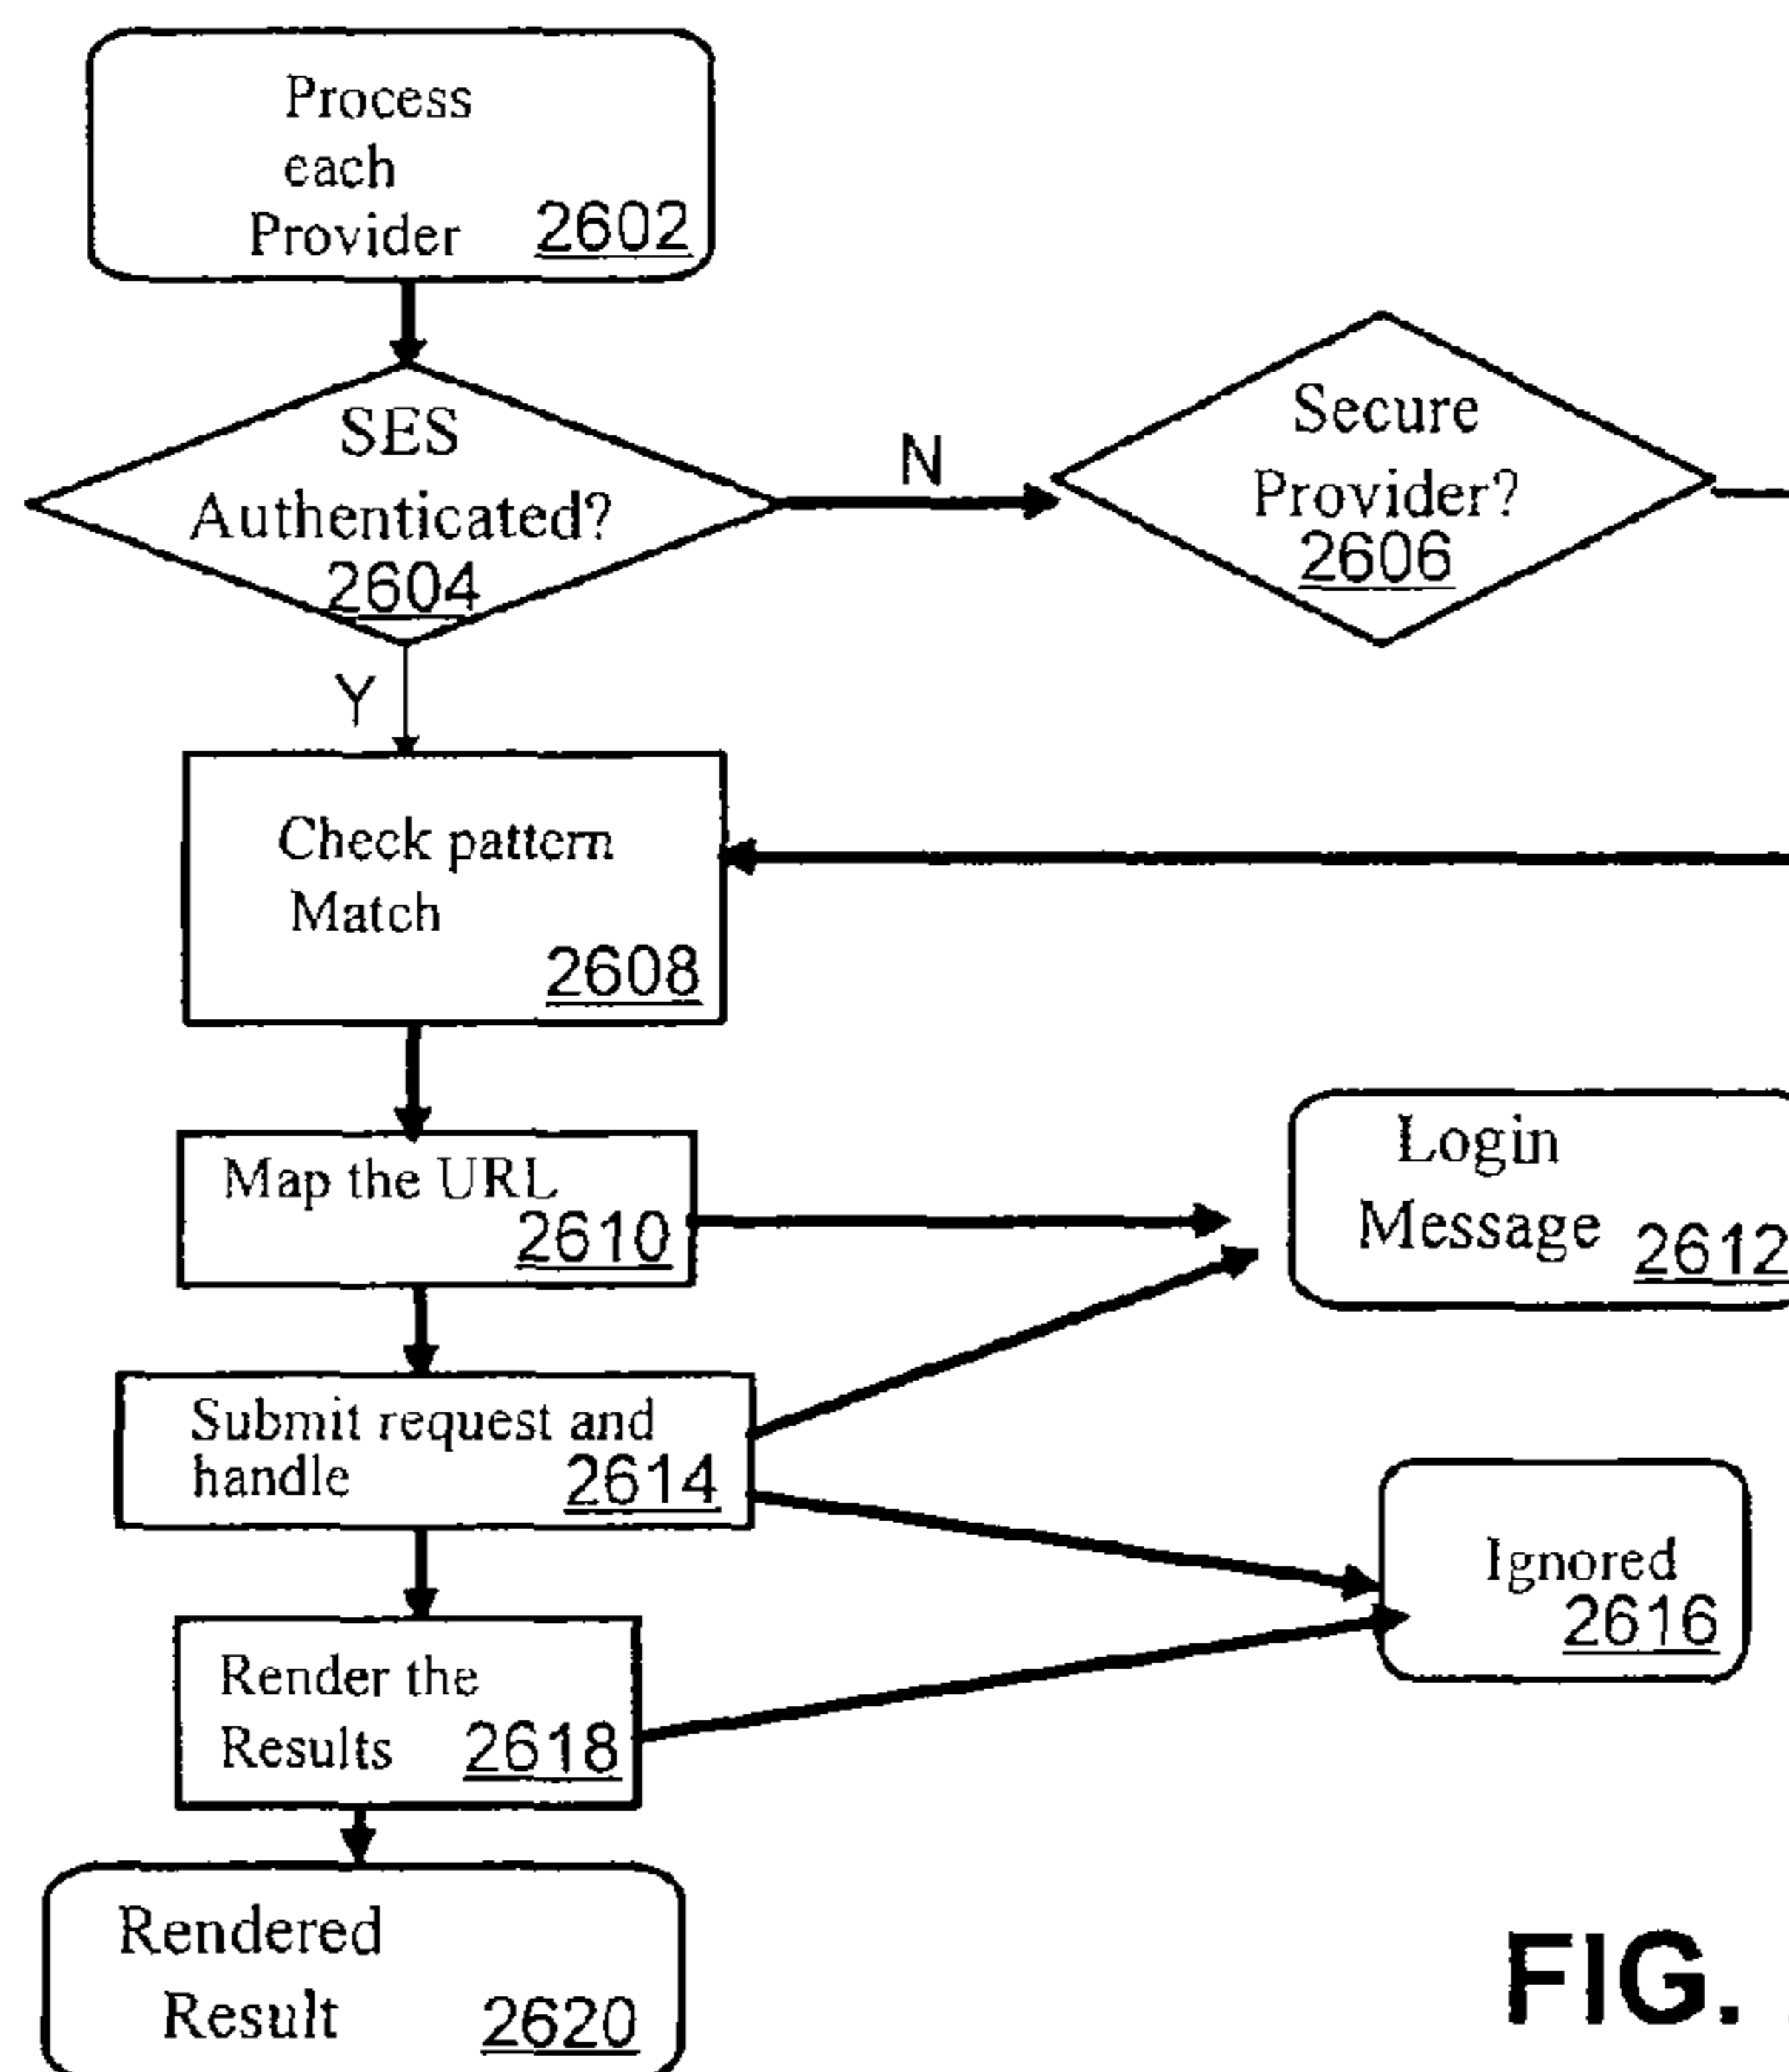 Process
each
Provider 2602
SES
Authenticated?
2604
N
Secure
Provider?
2606
Y
Check pattern
Match
2608
Map the URL
2610
Login
Message 2612
Submit request and
handle 2614
Ignored
2616
Render the
Results 2618
Rendered
Result 2620
FIG.